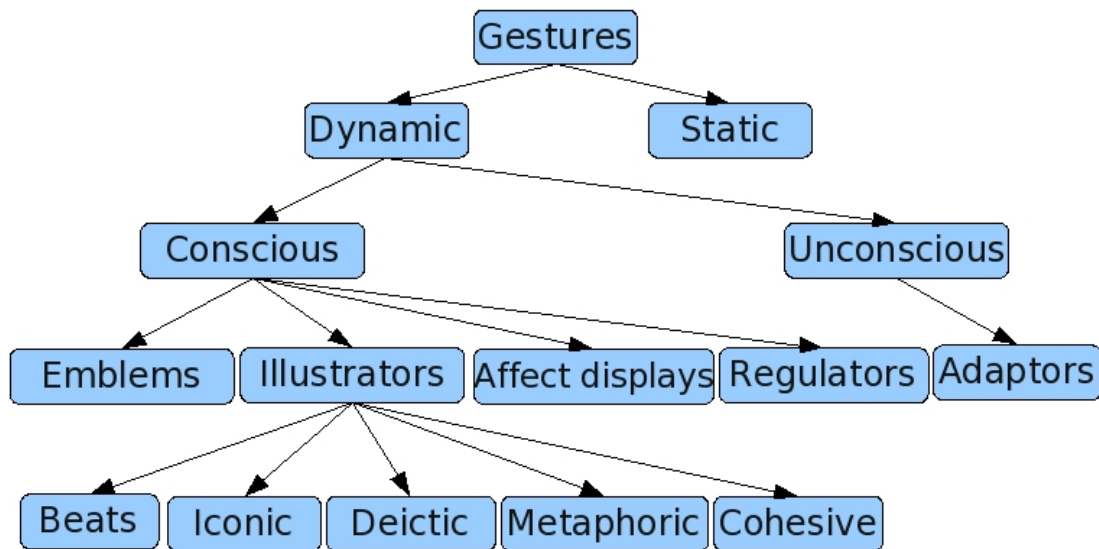 Gestures
Dynamic
Static
Conscious
Unconscious
Emblems
Illustrators
Affect displays
Regulators
Adaptors
Beats
Iconic
Deictic
Metaphoric
Cohesive